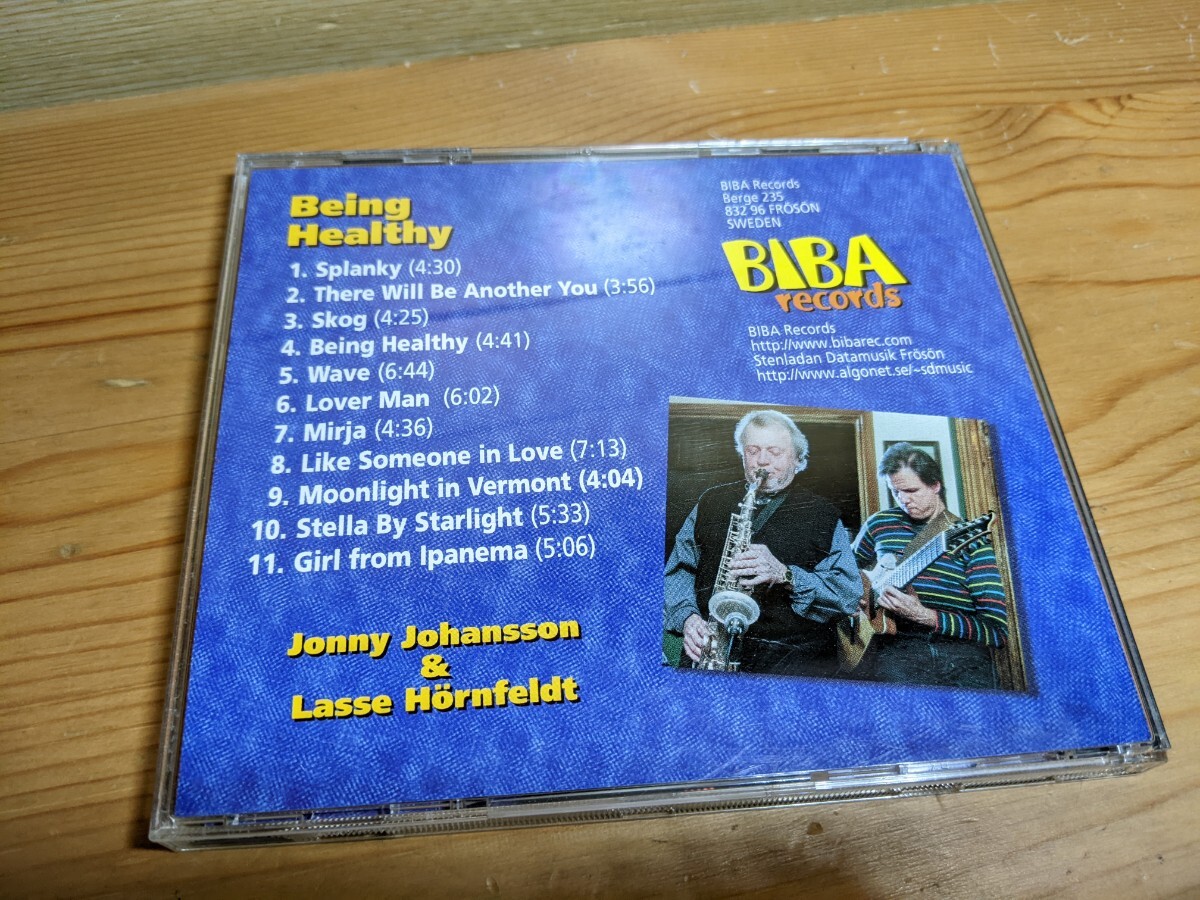 Being
Healthy
1. Splanky (4:30)
2. There Will Be Another You (3:56)
3. Skog (4:25)
4. Being Healthy (4:41)
5. Wave (6:44)
6. Lover Man (6:02)
7. Mirja (4:36)
8. Like Someone in Love (7:13)
9. Moonlight in Vermont (4:04)
10. Stella By Starlight (5:33)
11. Girl from Ipanema (5:06)
Jonny Johansson
&
Lasse Hörnfeldt
BIBA Records
Berge 235
832 96 FRÖSÖN
SWEDEN
BIBA
records
BIBA Records
http://www.bibarec.com
Stenladan Datamusik Frösön
http://www.algonet.se/~sdmusic